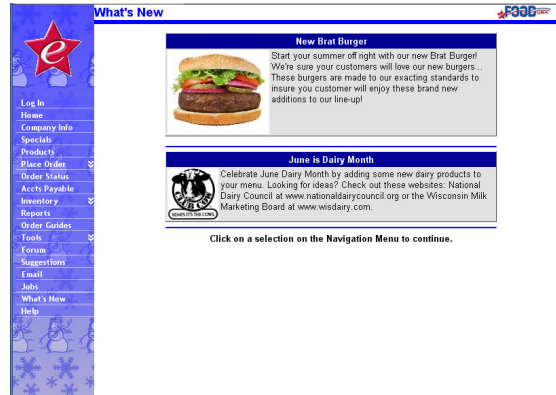 What's New
FOOD USA
e
Log In
Home
Company Info
Specials
Products
Place Order
Order Status
Accts Payable
Inventory
Reports
Order Guides
Tools
Forum
Suggestions
Email
Jobs
What's New
Help
New Brat Burger
Start your summer off right with our new Brat Burger!
We're sure your customers will love our new burgers...
These burgers are made to our exacting standards to
insure you customer will enjoy these brand new
additions to our line-up!
June is Dairy Month
CLUB COW
KEMPS IT'S THE COWS.
Celebrate June Dairy Month by adding some new dairy products to
your menu. Looking for ideas? Check out these websites: National
Dairy Council at www.nationaldairycouncil.org or the Wisconsin Milk
Marketing Board at www.wisdairy.com.
Click on a selection on the Navigation Menu to continue.